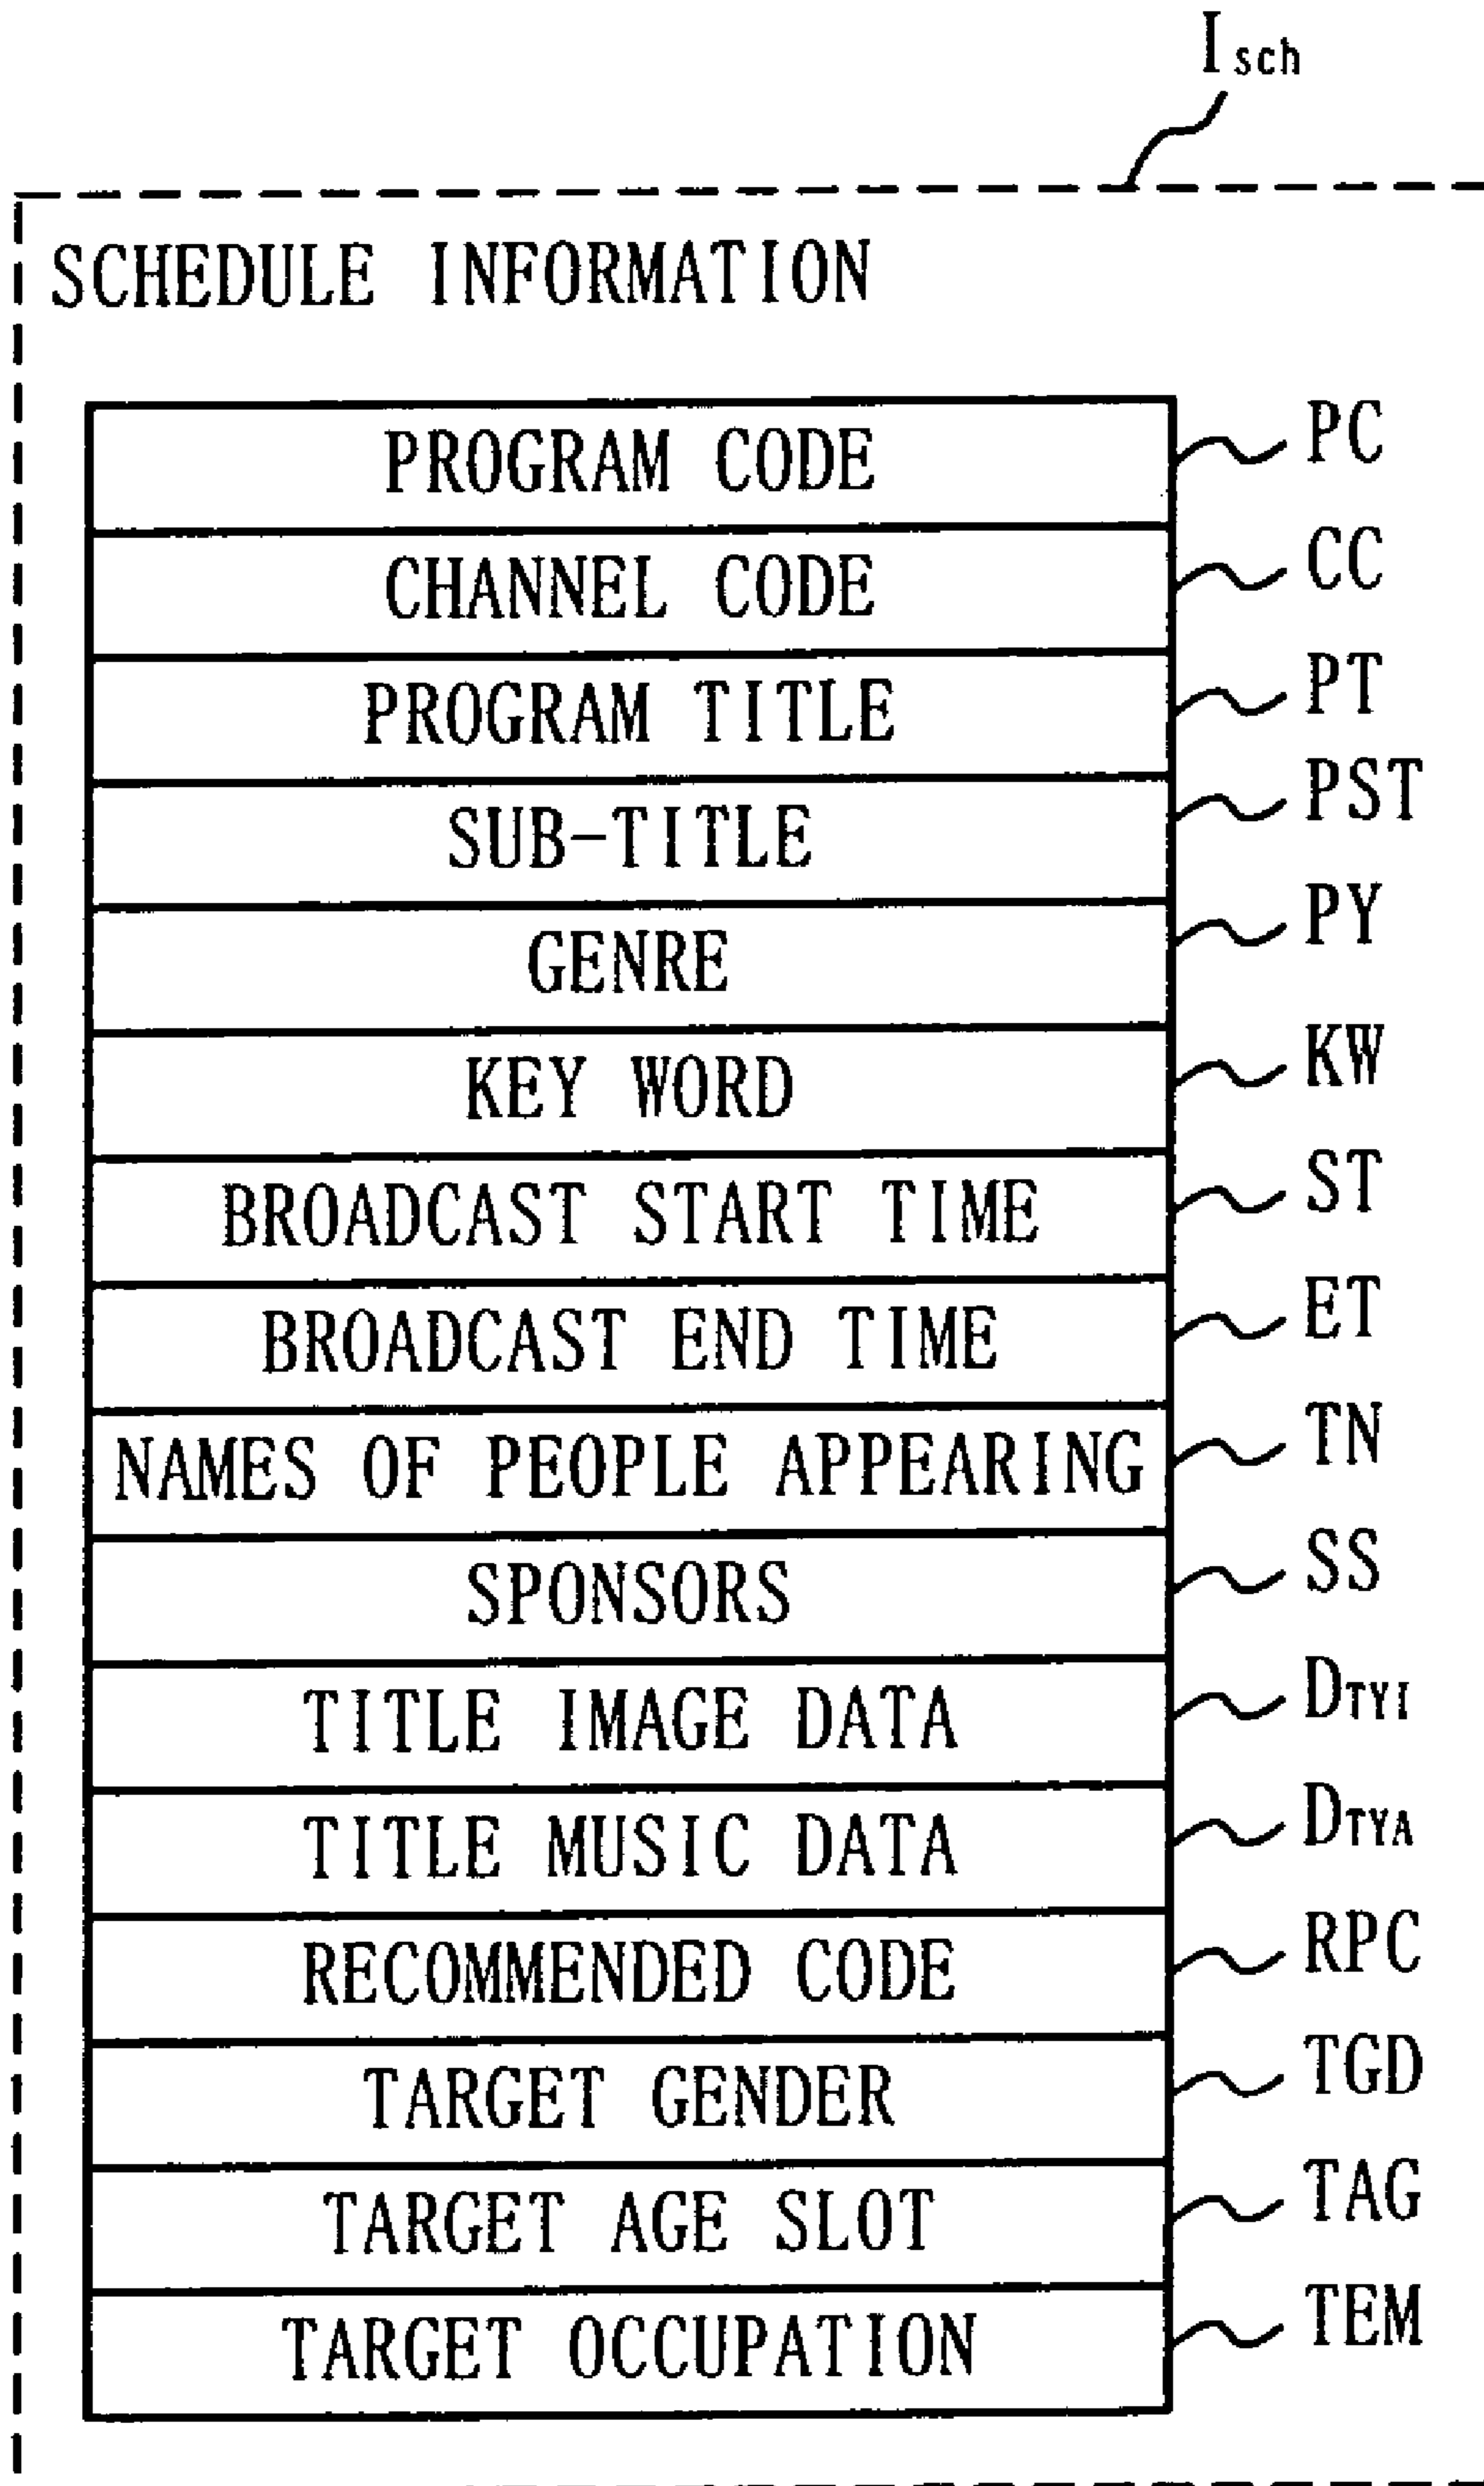 Isch
SCHEDULE INFORMATION
PROGRAM CODE PC
CHANNEL CODE CC
PROGRAM TITLE PT
SUB-TITLE PST
GENRE PY
KEY WORD KW
BROADCAST START TIME ST
BROADCAST END TIME ET
NAMES OF PEOPLE APPEARING TN
SPONSORS SS
TITLE IMAGE DATA DTYI
TITLE MUSIC DATA DTYA
RECOMMENDED CODE RPC
TARGET GENDER TGD
TARGET AGE SLOT TAG
TARGET OCCUPATION TEM